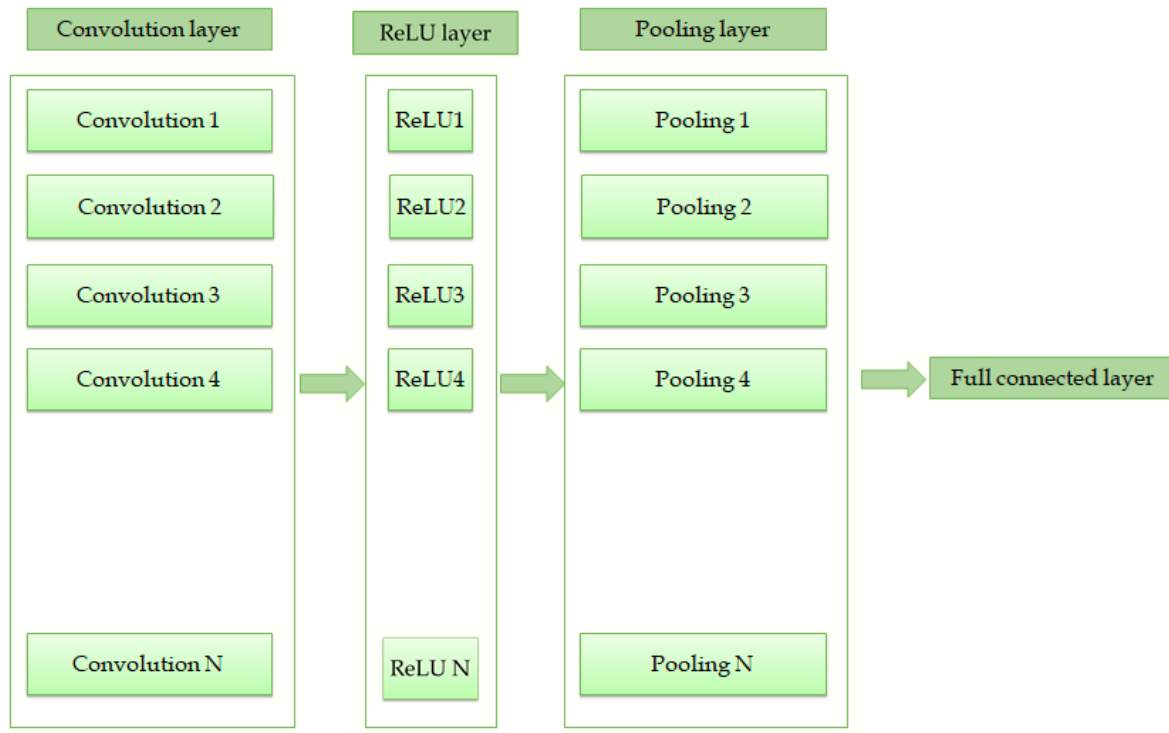 Convolution layer
ReLU layer
Pooling layer
Convolution 1
ReLU1
Pooling 1
Convolution 2
ReLU2
Pooling 2
Convolution 3
ReLU3
Pooling 3
Convolution 4
ReLU4
Pooling 4
Full connected layer
Convolution N
ReLU N
Pooling N